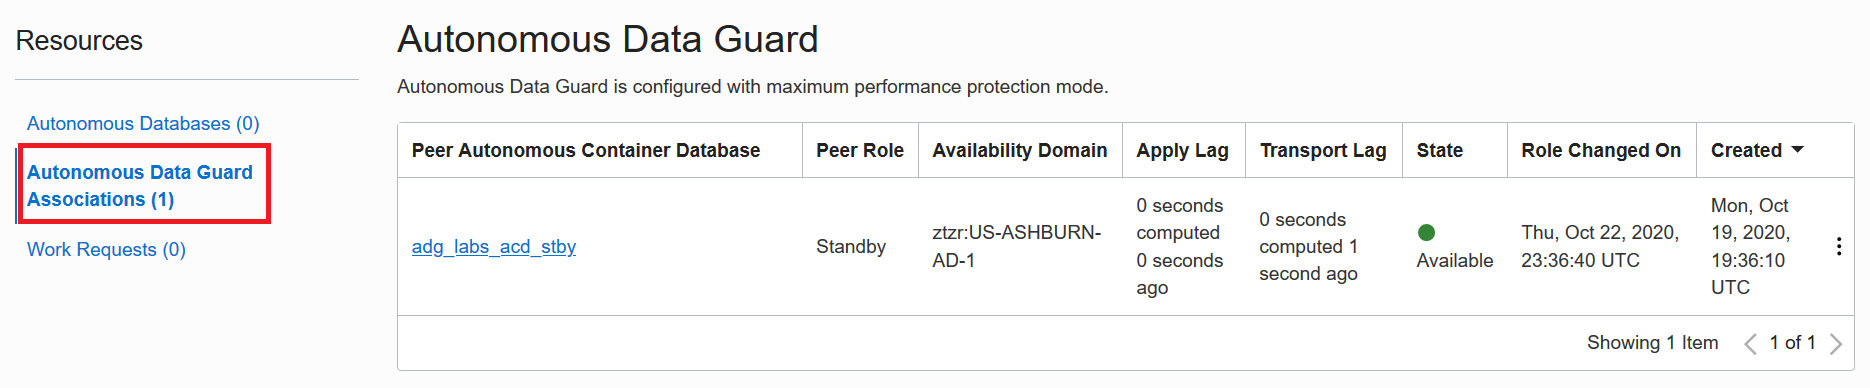 Resources
Autonomous Databases (0)
Autonomous Data Guard
Associations (1)
Work Requests (0)
Autonomous Data Guard
Autonomous Data Guard is configured with maximum performance protection mode.
Peer Autonomous Container Database
Peer Role
Availability Domain
Apply Lag
Transport Lag
State
Role Changed On
Created
adg_labs_acd_stby
Standby
ztzr:US-ASHBURN-
AD-1
0 seconds
computed
0 seconds
ago
0 seconds
computed 1
second ago
Available
Thu, Oct 22, 2020,
23:36:40 UTC
Mon, Oct
19, 2020,
19:36:10
UTC
Showing 1 Item
1 of 1